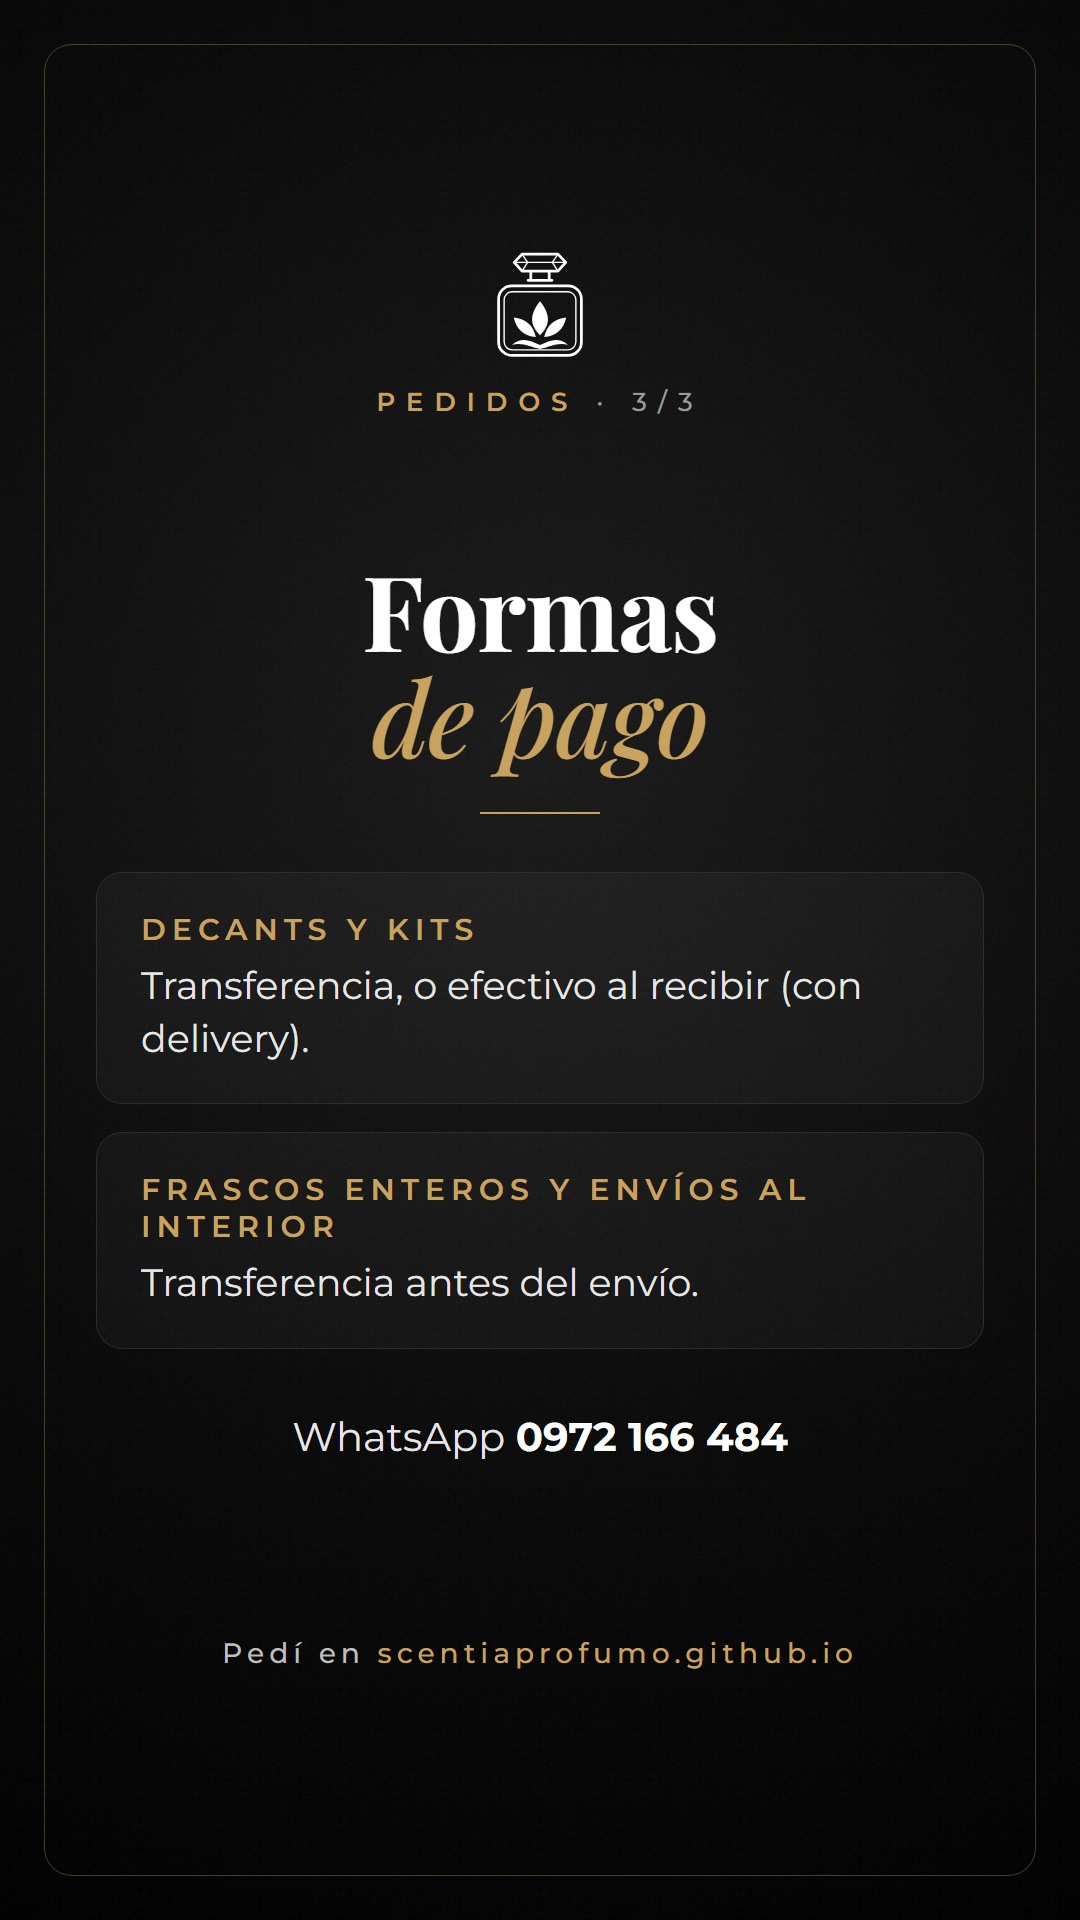 PEDIDOS · 3/3
Formas
de pago
DECANTS Y KITS
Transferencia, o efectivo al recibir (con
delivery).
FRASCOS ENTEROS Y ENVÍOS AL
INTERIOR
Transferencia antes del envío.
WhatsApp 0972 166 484
Pedí en scentiaprofumo.github.io